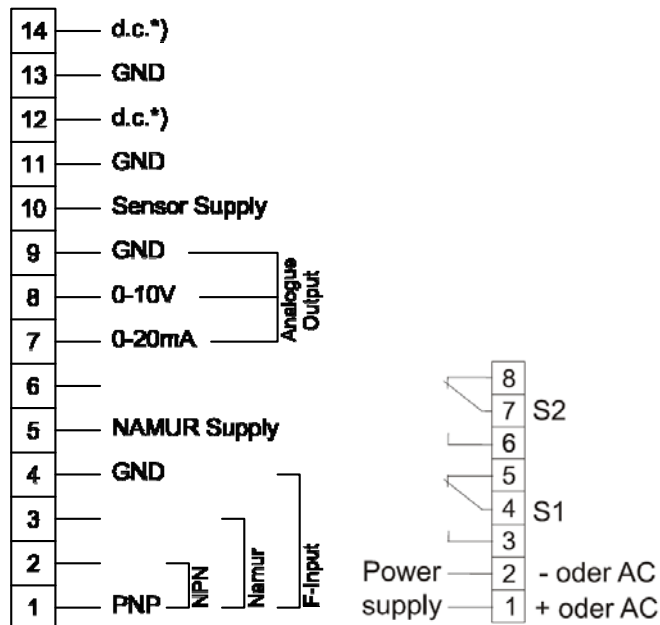 14 d.c.*)
13 GND
12 d.c.*)
11 GND
10 Sensor Supply
9 GND
8 0-10V
7 0-20mA
Analogue
Output
6
5 NAMUR Supply
4 GND
3
2
1 PNP
NPN
Namur
F-Input
8
7 S2
6
5
4 S1
3
Power 2 - oder AC
supply 1 + oder AC